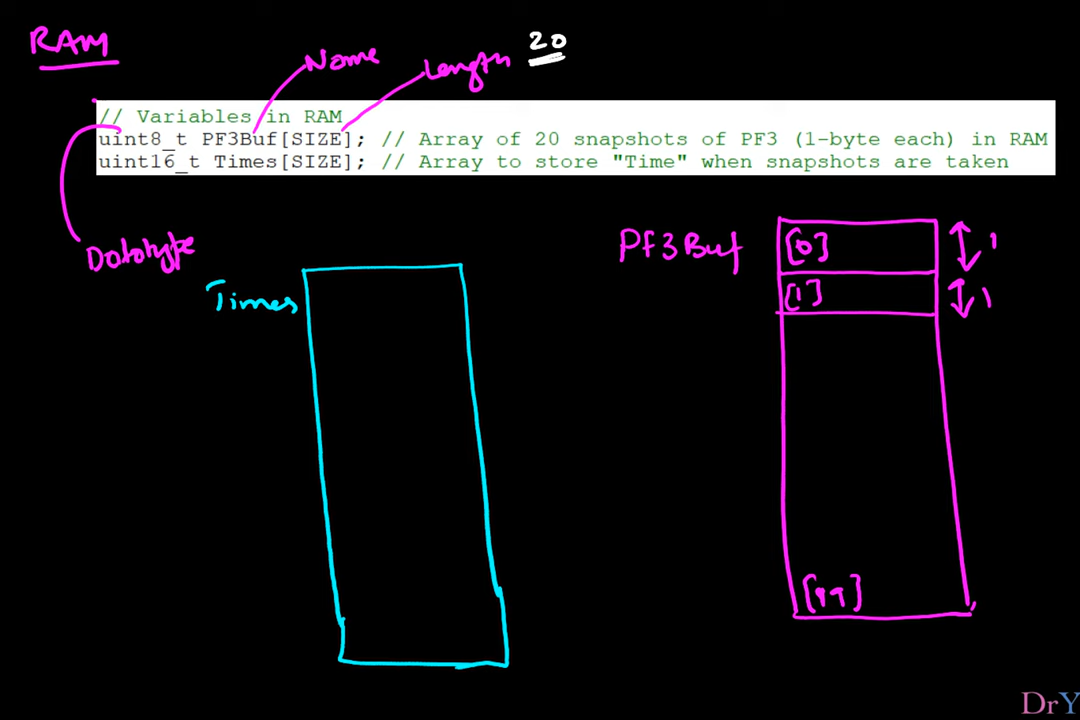 RAM
Name
Length
20
// Variables in RAM
uint8_t PF3Buf[SIZE]; // Array of 20 snapshots of PF3 (1-byte each) in RAM
uint16_t Times[SIZE]; // Array to store "Time" when snapshots are taken
Datatype
Times
PF3Buf
[0]
1
[1]
1
[19]
DrY